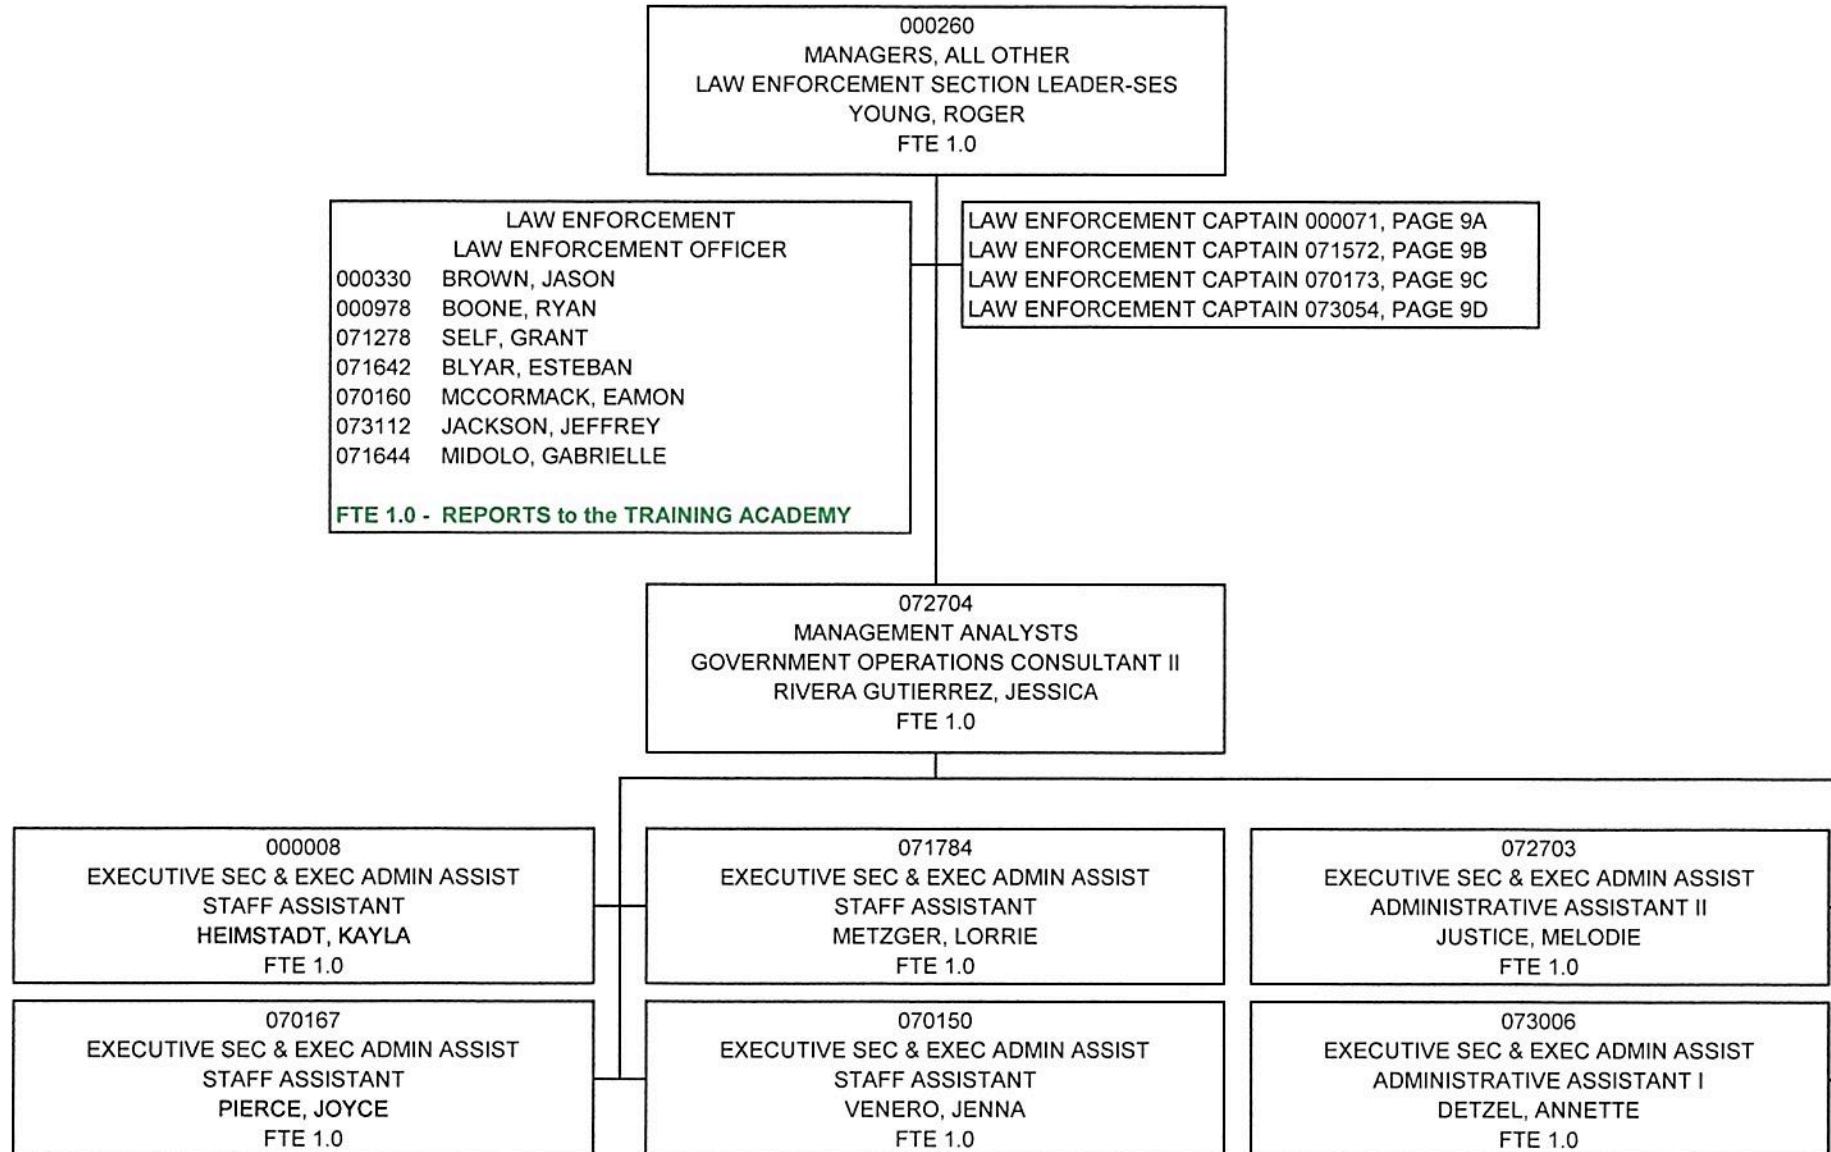 000260
MANAGERS, ALL OTHER
LAW ENFORCEMENT SECTION LEADER-SES
YOUNG, ROGER
FTE 1.0
LAW ENFORCEMENT
LAW ENFORCEMENT OFFICER
000330 BROWN, JASON
000978 BOONE, RYAN
071278 SELF, GRANT
071642 BLYAR, ESTEBAN
070160 MCCORMACK, EAMON
073112 JACKSON, JEFFREY
071644 MIDOLO, GABRIELLE
FTE 1.0 - REPORTS to the TRAINING ACADEMY
LAW ENFORCEMENT CAPTAIN 000071, PAGE 9A
LAW ENFORCEMENT CAPTAIN 071572, PAGE 9B
LAW ENFORCEMENT CAPTAIN 070173, PAGE 9C
LAW ENFORCEMENT CAPTAIN 073054, PAGE 9D
072704
MANAGEMENT ANALYSTS
GOVERNMENT OPERATIONS CONSULTANT II
RIVERA GUTIERREZ, JESSICA
FTE 1.0
000008
EXECUTIVE SEC & EXEC ADMIN ASSIST
STAFF ASSISTANT
HEIMSTADT, KAYLA
FTE 1.0
071784
EXECUTIVE SEC & EXEC ADMIN ASSIST
STAFF ASSISTANT
METZGER, LORRIE
FTE 1.0
072703
EXECUTIVE SEC & EXEC ADMIN ASSIST
ADMINISTRATIVE ASSISTANT II
JUSTICE, MELODIE
FTE 1.0
070167
EXECUTIVE SEC & EXEC ADMIN ASSIST
STAFF ASSISTANT
PIERCE, JOYCE
FTE 1.0
070150
EXECUTIVE SEC & EXEC ADMIN ASSIST
STAFF ASSISTANT
VENERO, JENNA
FTE 1.0
073006
EXECUTIVE SEC & EXEC ADMIN ASSIST
ADMINISTRATIVE ASSISTANT I
DETZEL, ANNETTE
FTE 1.0